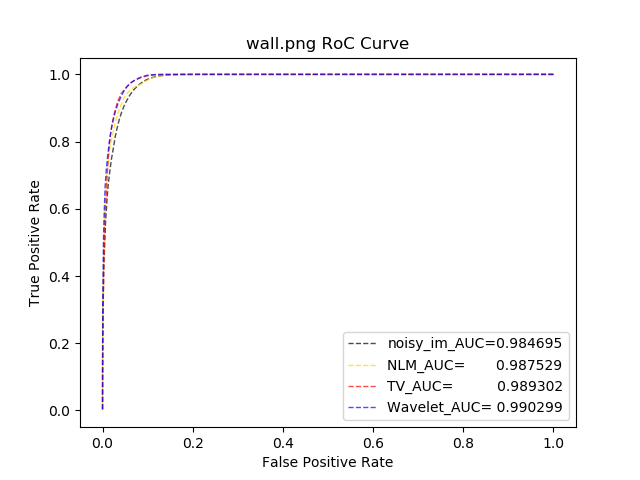 wall.png RoC Curve
1.0
0.8
0.6
0.4
0.2
0.0
True Positive Rate
noisy_im_AUC=0.984695
NLM_AUC= 0.987529
TV_AUC= 0.989302
Wavelet_AUC= 0.990299
0.0 0.2 0.4 0.6 0.8 1.0
False Positive Rate